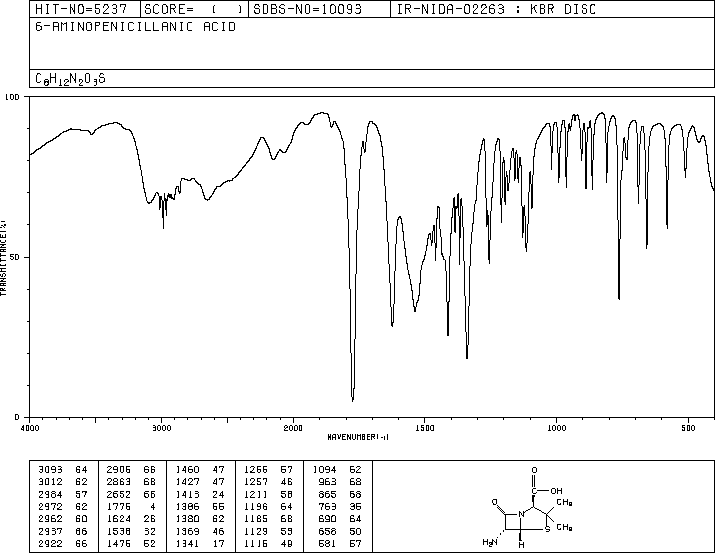 HIT-NO=5237 SCORE= ( ) SDBS-NO=10093 IR-NIDA-02263 : KBR DISC
6-AMINOPENICILLANIC ACID
C8H12N2O3S
100
50
0
TRANSMITTANCE(%)
4000 3000 2000 1500 1000 500
WAVENUMBER(-1)
3093 64 2906 66 1460 47 1266 57 1094 62
3012 62 2863 68 1427 47 1257 46 963 68
2984 57 2652 66 1413 24 1211 58 865 68
2972 62 1776 4 1386 55 1196 64 763 35
2962 60 1624 26 1380 62 1185 68 690 64
2937 66 1538 32 1369 46 1129 53 658 50
2922 66 1476 52 1341 17 1116 49 581 57
O
OH
O
N
CH3
CH3
S
H2N
H